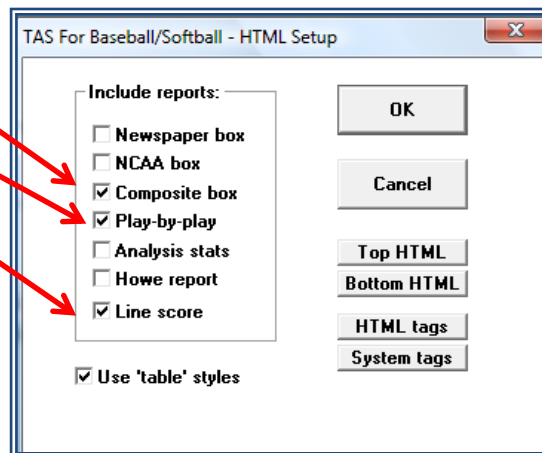 TAS For Baseball/Softball - HTML Setup
Include reports:
Newspaper box
NCAA box
Composite box
Play-by-play
Analysis stats
Howe report
Line score
Use 'table' styles
OK
Cancel
Top HTML
Bottom HTML
HTML tags
System tags